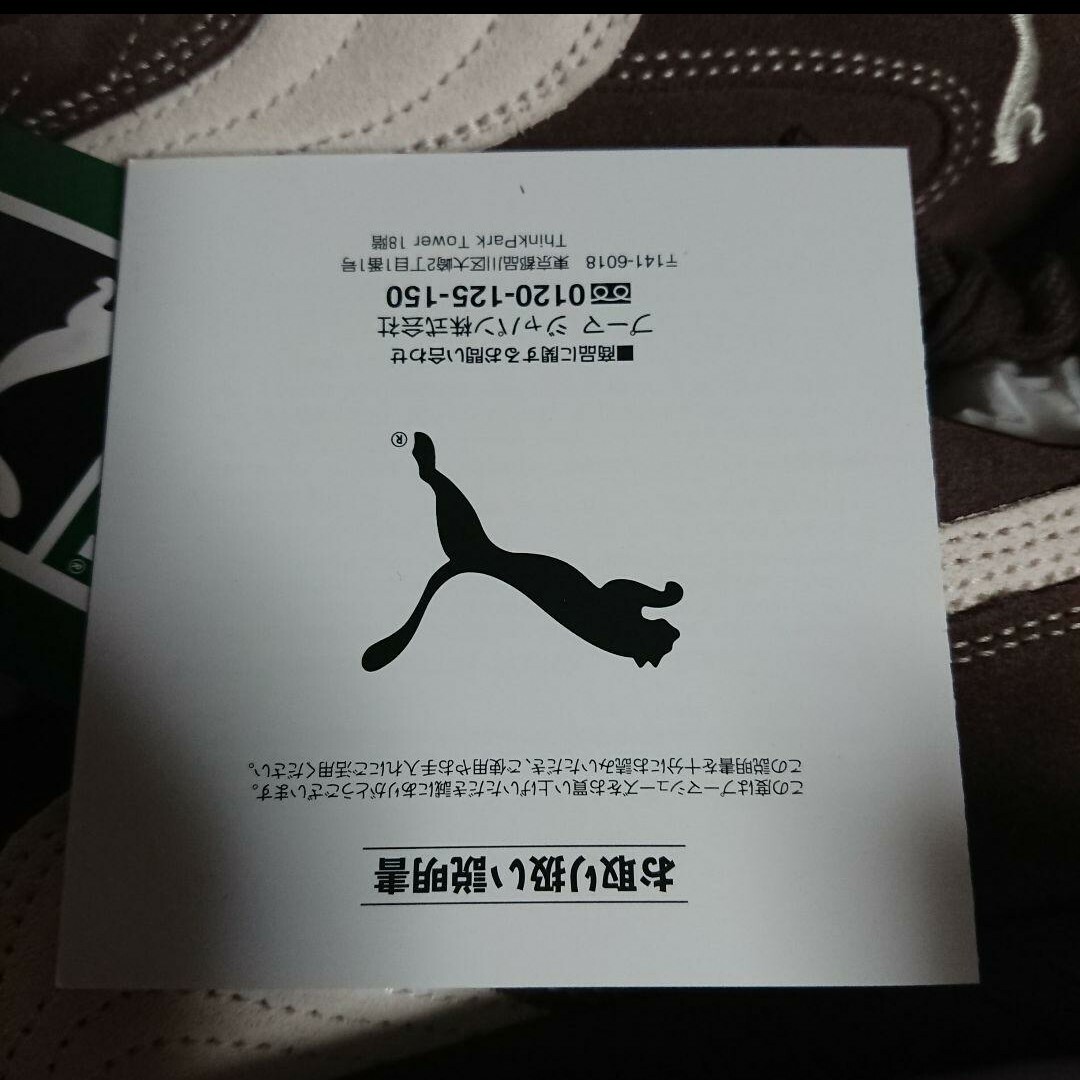 お取り扱い説明書
この度はプーマシューズをお買い上げいただき誠にありがとうございます。
この説明書を十分にお読みいただき、ご使用やお手入れにご活用ください。
®
■商品に関するお問い合わせ
プーマ ジャパン株式会社
0120-125-150
〒141-6018 東京都品川区大崎2丁目1番1号
ThinkPark Tower 18階
®